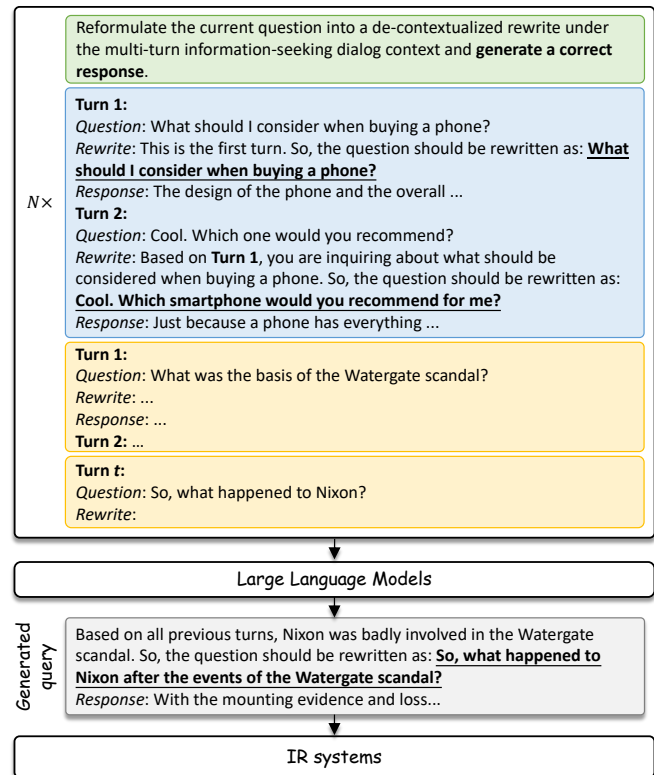 Reformulate the current question into a de-contextualized rewrite under
the multi-turn information-seeking dialog context and generate a correct
response.
N×
Turn 1:
Question: What should I consider when buying a phone?
Rewrite: This is the first turn. So, the question should be rewritten as: What
should I consider when buying a phone?
Response: The design of the phone and the overall ...
Turn 2:
Question: Cool. Which one would you recommend?
Rewrite: Based on Turn 1, you are inquiring about what should be
considered when buying a phone. So, the question should be rewritten as:
Cool. Which smartphone would you recommend for me?
Response: Just because a phone has everything ...
Turn 1:
Question: What was the basis of the Watergate scandal?
Rewrite: ...
Response: ...
Turn 2: ...
Turn t:
Question: So, what happened to Nixon?
Rewrite:
Large Language Models
Generated
query
Based on all previous turns, Nixon was badly involved in the Watergate
scandal. So, the question should be rewritten as: So, what happened to
Nixon after the events of the Watergate scandal?
Response: With the mounting evidence and loss...
IR systems